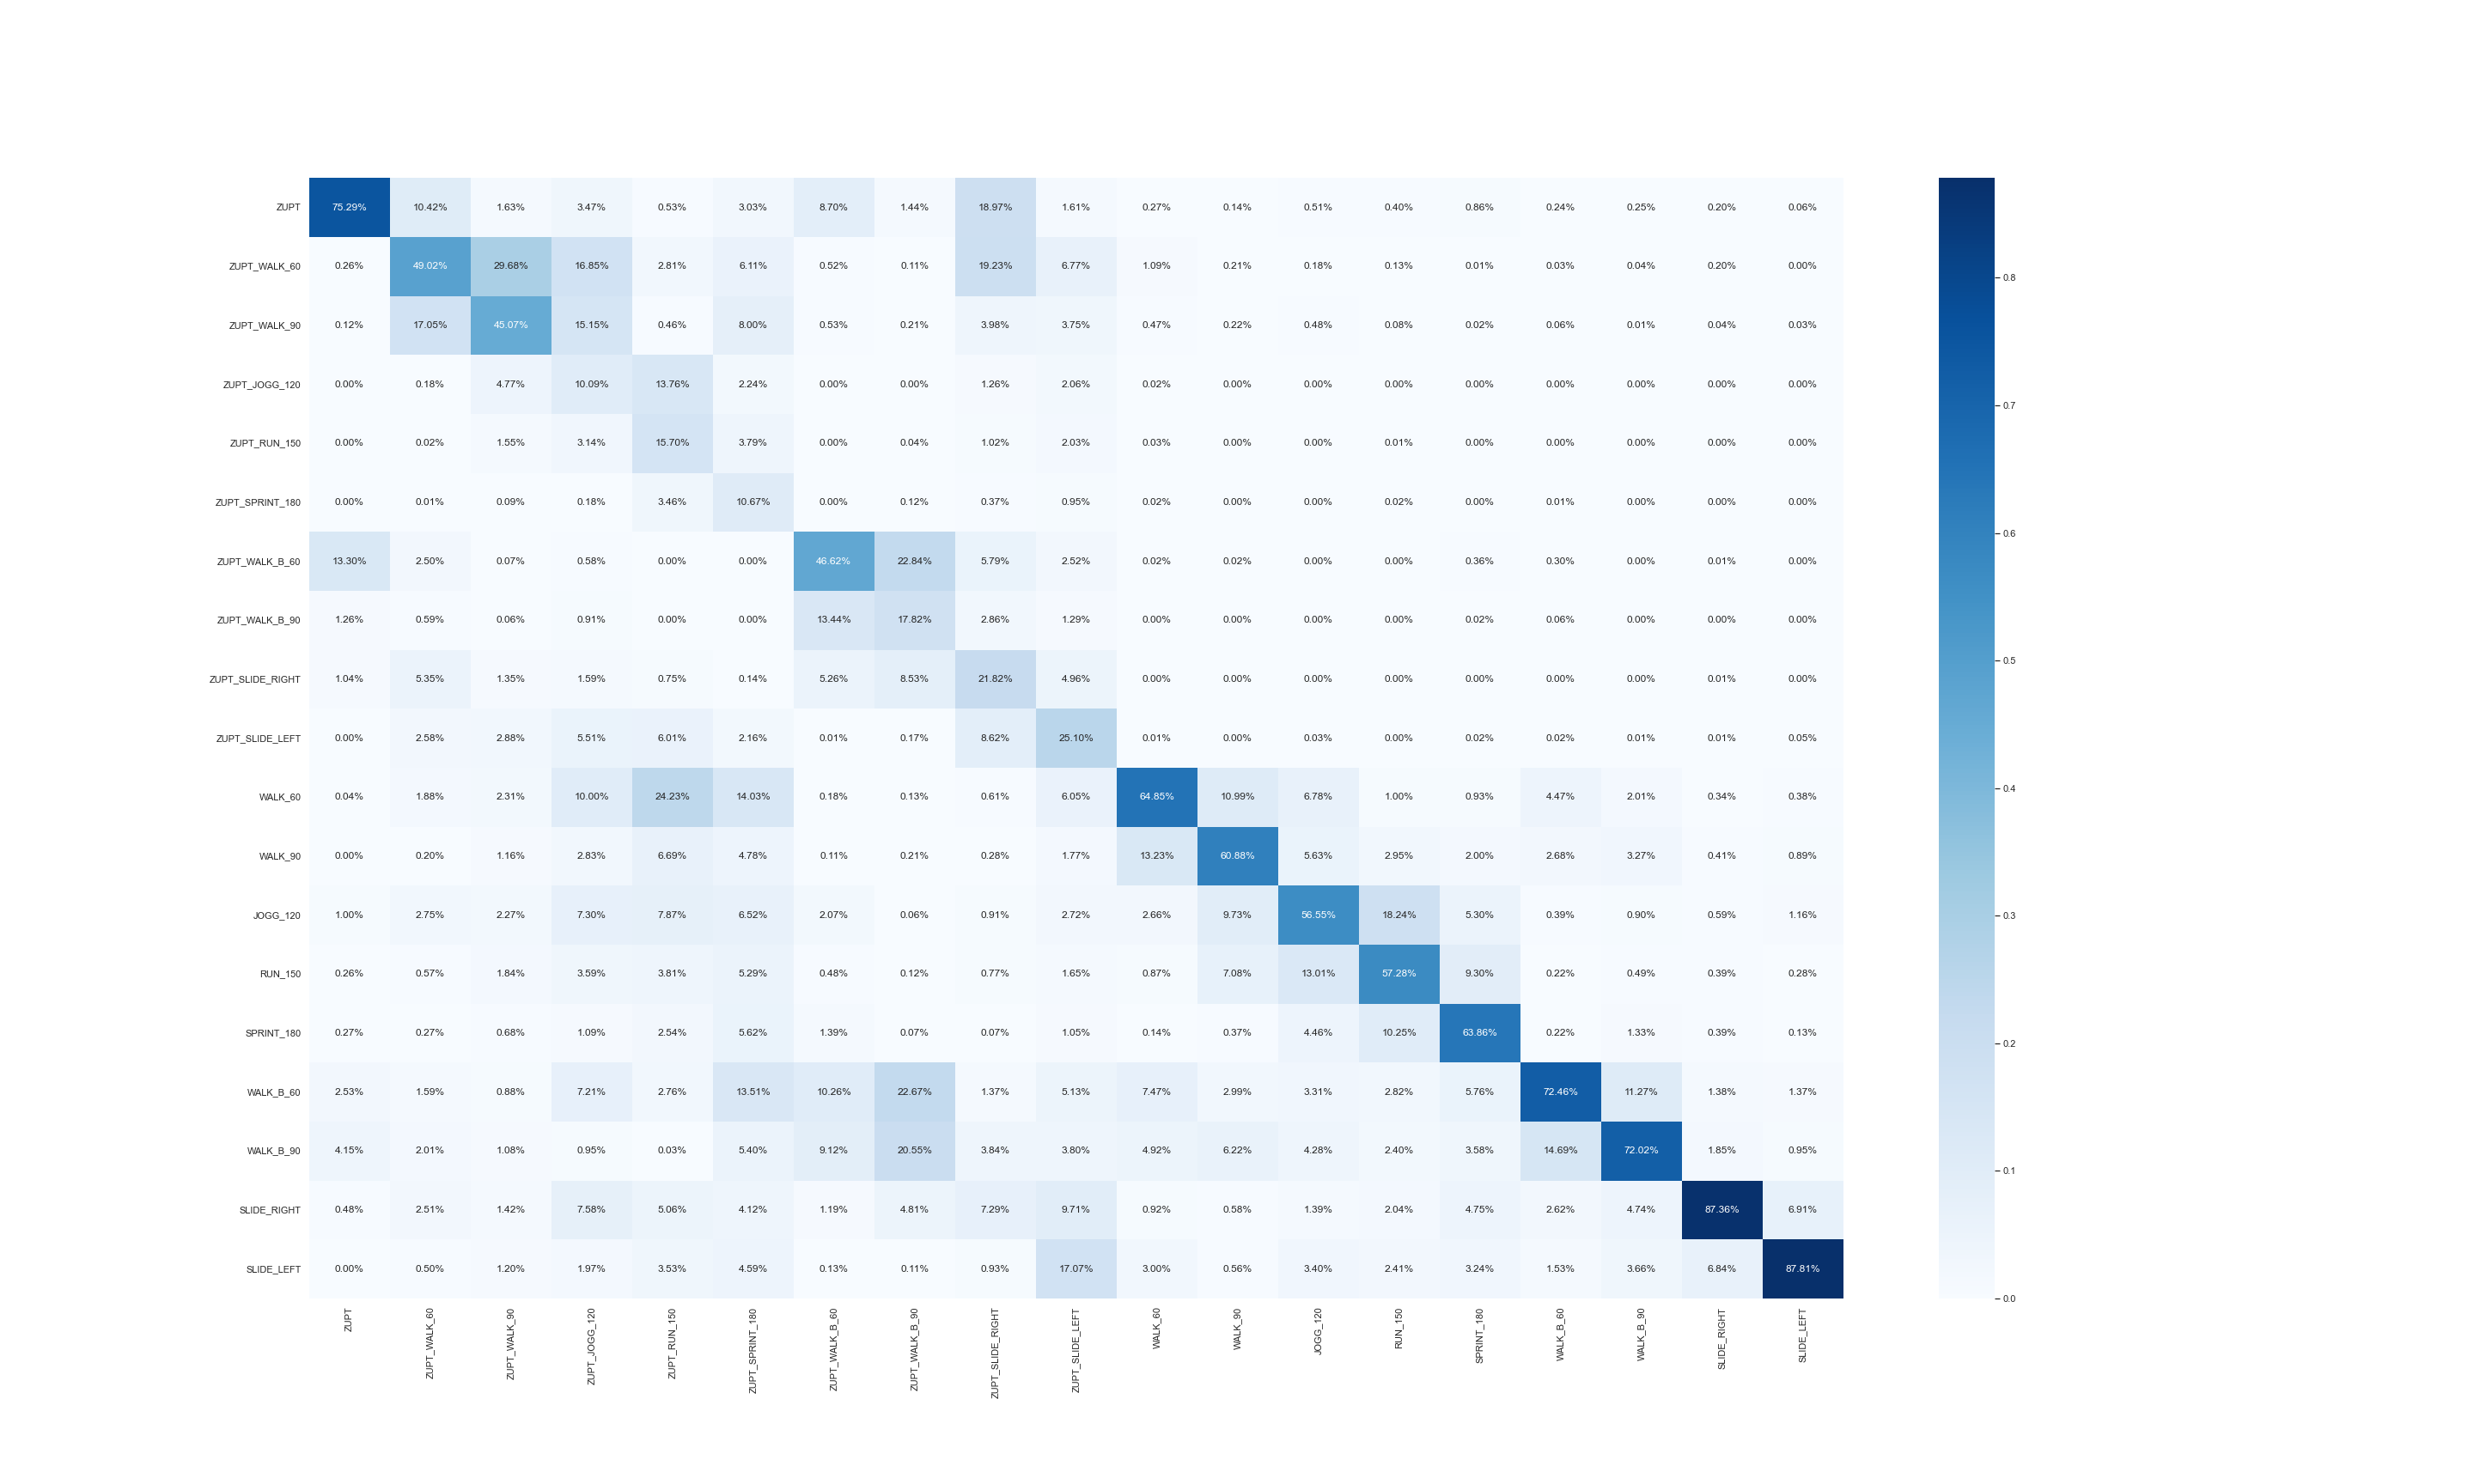 ZUPT 75.29% 10.42% 1.63% 3.47% 0.53% 3.03% 8.70% 1.44% 18.97% 1.61% 0.27% 0.14% 0.51% 0.40% 0.86% 0.24% 0.25% 0.20% 0.06%
ZUPT_WALK_60 0.26% 49.02% 29.68% 16.85% 2.81% 6.11% 0.52% 0.11% 19.23% 6.77% 1.09% 0.21% 0.18% 0.13% 0.01% 0.03% 0.04% 0.20% 0.00%
0.8
ZUPT_WALK_90 0.12% 17.05% 45.07% 15.15% 0.46% 8.00% 0.53% 0.21% 3.98% 3.75% 0.47% 0.22% 0.48% 0.08% 0.02% 0.06% 0.01% 0.04% 0.03%
ZUPT_JOGG_120 0.00% 0.18% 4.77% 10.09% 13.76% 2.24% 0.00% 0.00% 1.26% 2.06% 0.02% 0.00% 0.00% 0.00% 0.00% 0.00% 0.00% 0.00% 0.00%
0.7
ZUPT_RUN_150 0.00% 0.02% 1.55% 3.14% 15.70% 3.79% 0.00% 0.04% 1.02% 2.03% 0.03% 0.00% 0.00% 0.01% 0.00% 0.00% 0.00% 0.00% 0.00%
ZUPT_SPRINT_180 0.00% 0.01% 0.09% 0.18% 3.46% 10.67% 0.00% 0.12% 0.37% 0.95% 0.02% 0.00% 0.00% 0.02% 0.00% 0.01% 0.00% 0.00% 0.00%
0.6
ZUPT_WALK_B_60 13.30% 2.50% 0.07% 0.58% 0.00% 0.00% 46.62% 22.84% 5.79% 2.52% 0.02% 0.02% 0.00% 0.00% 0.36% 0.30% 0.00% 0.01% 0.00%
ZUPT_WALK_B_90 1.26% 0.59% 0.06% 0.91% 0.00% 0.00% 13.44% 17.82% 2.86% 1.29% 0.00% 0.00% 0.00% 0.00% 0.02% 0.06% 0.00% 0.00% 0.00%
0.5
ZUPT_SLIDE_RIGHT 1.04% 5.35% 1.35% 1.59% 0.75% 0.14% 5.26% 8.53% 21.82% 4.96% 0.00% 0.00% 0.00% 0.00% 0.00% 0.00% 0.00% 0.01% 0.00%
ZUPT_SLIDE_LEFT 0.00% 2.58% 2.88% 5.51% 6.01% 2.16% 0.01% 0.17% 8.62% 25.10% 0.01% 0.00% 0.03% 0.00% 0.02% 0.02% 0.01% 0.01% 0.05%
0.4
WALK_60 0.04% 1.88% 2.31% 10.00% 24.23% 14.03% 0.18% 0.13% 0.61% 6.05% 64.85% 10.99% 6.78% 1.00% 0.93% 4.47% 2.01% 0.34% 0.38%
WALK_90 0.00% 0.20% 1.16% 2.83% 6.69% 4.78% 0.11% 0.21% 0.28% 1.77% 13.23% 60.88% 5.63% 2.95% 2.00% 2.68% 3.27% 0.41% 0.89%
0.3
JOGG_120 1.00% 2.75% 2.27% 7.30% 7.87% 6.52% 2.07% 0.06% 0.91% 2.72% 2.66% 9.73% 56.55% 18.24% 5.30% 0.39% 0.90% 0.59% 1.16%
RUN_150 0.26% 0.57% 1.84% 3.59% 3.81% 5.29% 0.48% 0.12% 0.77% 1.65% 0.87% 7.08% 13.01% 57.28% 9.30% 0.22% 0.49% 0.39% 0.28%
SPRINT_180 0.27% 0.27% 0.68% 1.09% 2.54% 5.62% 1.39% 0.07% 0.07% 1.05% 0.14% 0.37% 4.46% 10.25% 63.86% 0.22% 1.33% 0.39% 0.13%
0.2
WALK_B_60 2.53% 1.59% 0.88% 7.21% 2.76% 13.51% 10.26% 22.67% 1.37% 5.13% 7.47% 2.99% 3.31% 2.82% 5.76% 72.46% 11.27% 1.38% 1.37%
WALK_B_90 4.15% 2.01% 1.08% 0.95% 0.03% 5.40% 9.12% 20.55% 3.84% 3.80% 4.92% 6.22% 4.28% 2.40% 3.58% 14.69% 72.02% 1.85% 0.95%
0.1
SLIDE_RIGHT 0.48% 2.51% 1.42% 7.58% 5.06% 4.12% 1.19% 4.81% 7.29% 9.71% 0.92% 0.58% 1.39% 2.04% 4.75% 2.62% 4.74% 87.36% 6.91%
SLIDE_LEFT 0.00% 0.50% 1.20% 1.97% 3.53% 4.59% 0.13% 0.11% 0.93% 17.07% 3.00% 0.56% 3.40% 2.41% 3.24% 1.53% 3.66% 6.84% 87.81%
0.0
ZUPT ZUPT_WALK_60 ZUPT_WALK_90 ZUPT_JOGG_120 ZUPT_RUN_150 ZUPT_SPRINT_180 ZUPT_WALK_B_60 ZUPT_WALK_B_90 ZUPT_SLIDE_RIGHT ZUPT_SLIDE_LEFT WALK_60 WALK_90 JOGG_120 RUN_150 SPRINT_180 WALK_B_60 WALK_B_90 SLIDE_RIGHT SLIDE_LEFT